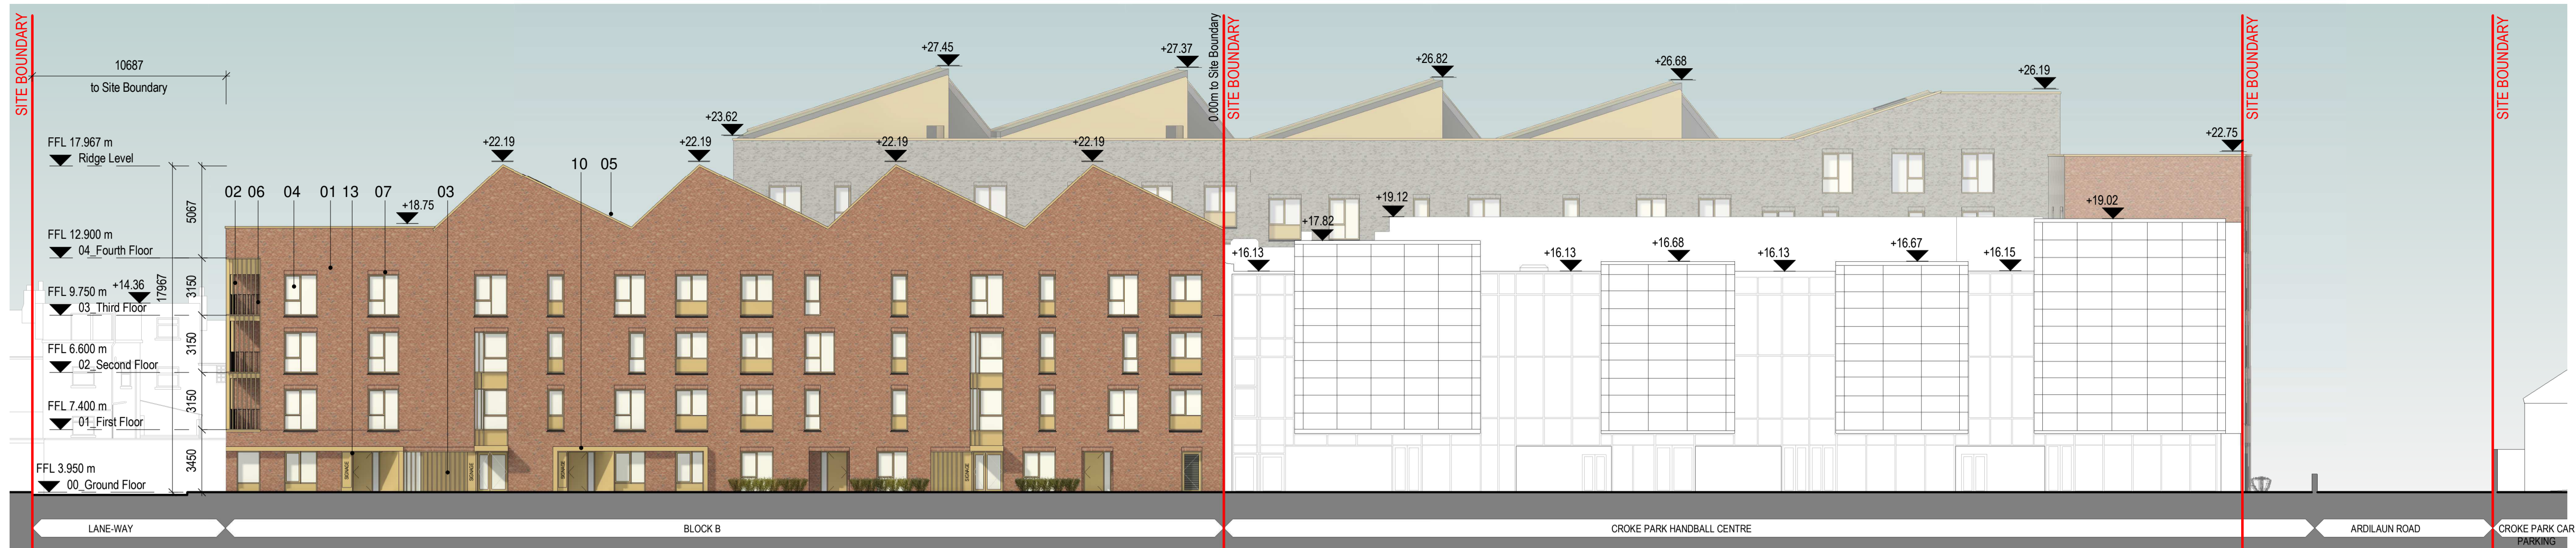 SITE BOUNDARY
10687
to Site Boundary
+27.45
+27.37
0.00m to Site Boundary
SITE BOUNDARY
+26.82
+26.68
+26.19
SITE BOUNDARY
SITE BOUNDARY
+23.62
+22.75
FFL 17.967 m
Ridge Level
+22.19
+22.19
+22.19
+22.19
10 05
02 06 04 01 13 07 03
+18.75
5067
+17.82
+19.12
+19.02
FFL 12.900 m
04_Fourth Floor
+16.13
+16.13
+16.68
+16.13
+16.67
+16.15
17967
3150
FFL 9.750 m
+14.36
03_Third Floor
3150
FFL 6.600 m
02_Second Floor
3150
FFL 7.400 m
01_First Floor
3450
FFL 3.950 m
00_Ground Floor
SIGNAGE
SIGNAGE
SIGNAGE
SIGNAGE
LANE-WAY
BLOCK B
CROKE PARK HANDBALL CENTRE
ARDILAUN ROAD
CROKE PARK CAR
PARKING